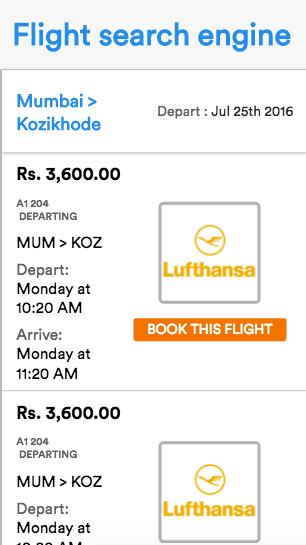 Flight search engine
Mumbai >
Kozikhode
Depart : Jul 25th 2016
Rs. 3,600.00
A1 204
DEPARTING
MUM > KOZ
Depart:
Monday at
10:20 AM
Arrive:
Monday at
11:20 AM
Lufthansa
BOOK THIS FLIGHT
Rs. 3,600.00
A1 204
DEPARTING
MUM > KOZ
Depart:
Monday at
Lufthansa